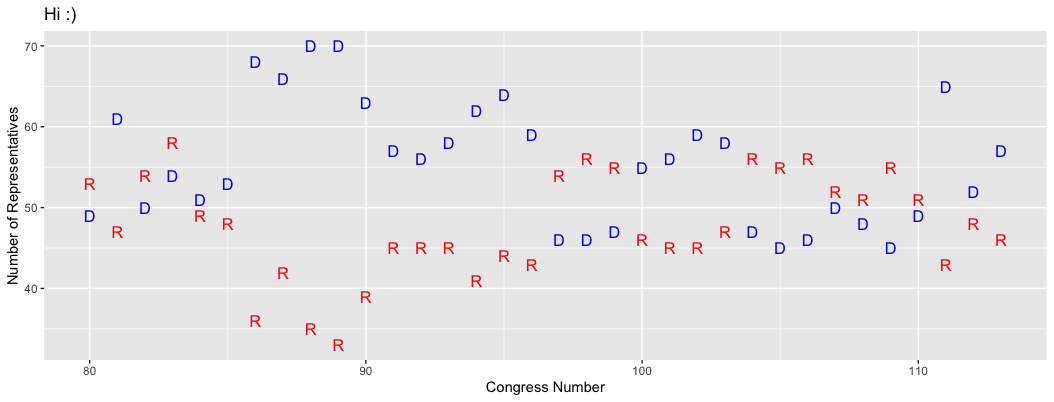 Hi :)
Number of Representatives
70 D D
D
D
D
D
D
D
D
60
D D
R D D
D D
D R D R R
R D R R
R D R
R D
R D
D R R
50 D D
D R D
R D R
R D R D
D D R D R
R R R R R D D
R
R R
R
R
40
R
R
R
R
80 90 100 110
Congress Number